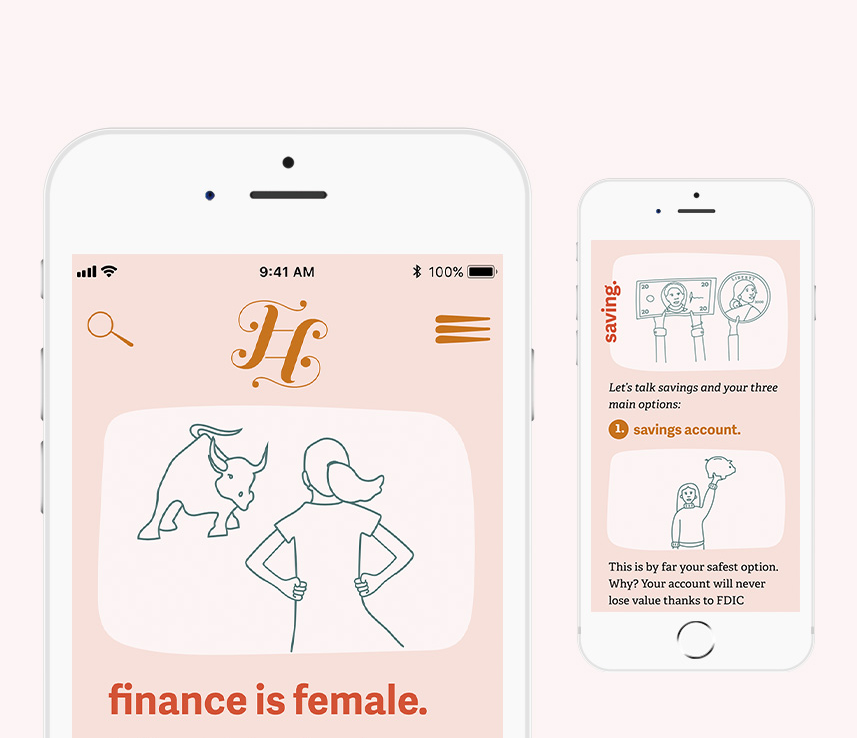 9:41 AM
100%
H
finance is female.
saving.
20
20
20
20
LIBERTY
Let's talk savings and your three
main options:
1. savings account.
This is by far your safest option.
Why? Your account will never
lose value thanks to FDIC